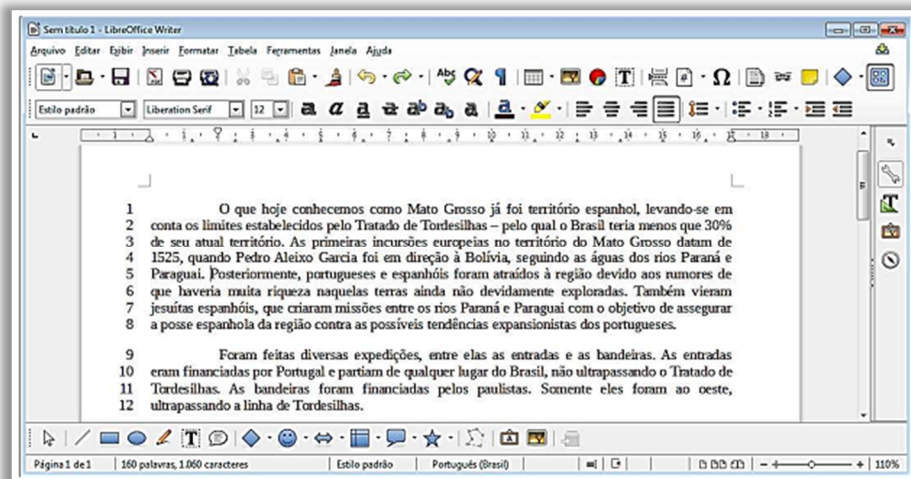 Sem título 1 - LibreOffice Writer
Arquivo Editar Exibir Inserir Formatar Tabela Ferramentas Janela Ajuda
Estilo padrão Liberation Serif 12
1 O que hoje conhecemos como Mato Grosso já foi território espanhol, levando-se em
2 conta os limites estabelecidos pelo Tratado de Tordesilhas – pelo qual o Brasil teria menos que 30%
3 de seu atual território. As primeiras incursões europeias no território do Mato Grosso datam de
4 1525, quando Pedro Aleixo Garcia foi em direção à Bolívia, seguindo as águas dos rios Paraná e
5 Paraguai. Posteriormente, portugueses e espanhóis foram atraídos à região devido aos rumores de
6 que haveria muita riqueza naquelas terras ainda não devidamente exploradas. Também vieram
7 jesuítas espanhóis, que criaram missões entre os rios Paraná e Paraguai com o objetivo de assegurar
8 a posse espanhola da região contra as possíveis tendências expansionistas dos portugueses.
9 Foram feitas diversas expedições, entre elas as entradas e as bandeiras. As entradas
10 eram financiadas por Portugal e partiam de qualquer lugar do Brasil, não ultrapassando o Tratado de
11 Tordesilhas. As bandeiras foram financiadas pelos paulistas. Somente eles foram ao oeste,
12 ultrapassando a linha de Tordesilhas.
Página 1 de 1 160 palavras, 1.060 caracteres Estilo padrão Português (Brasil) 110%